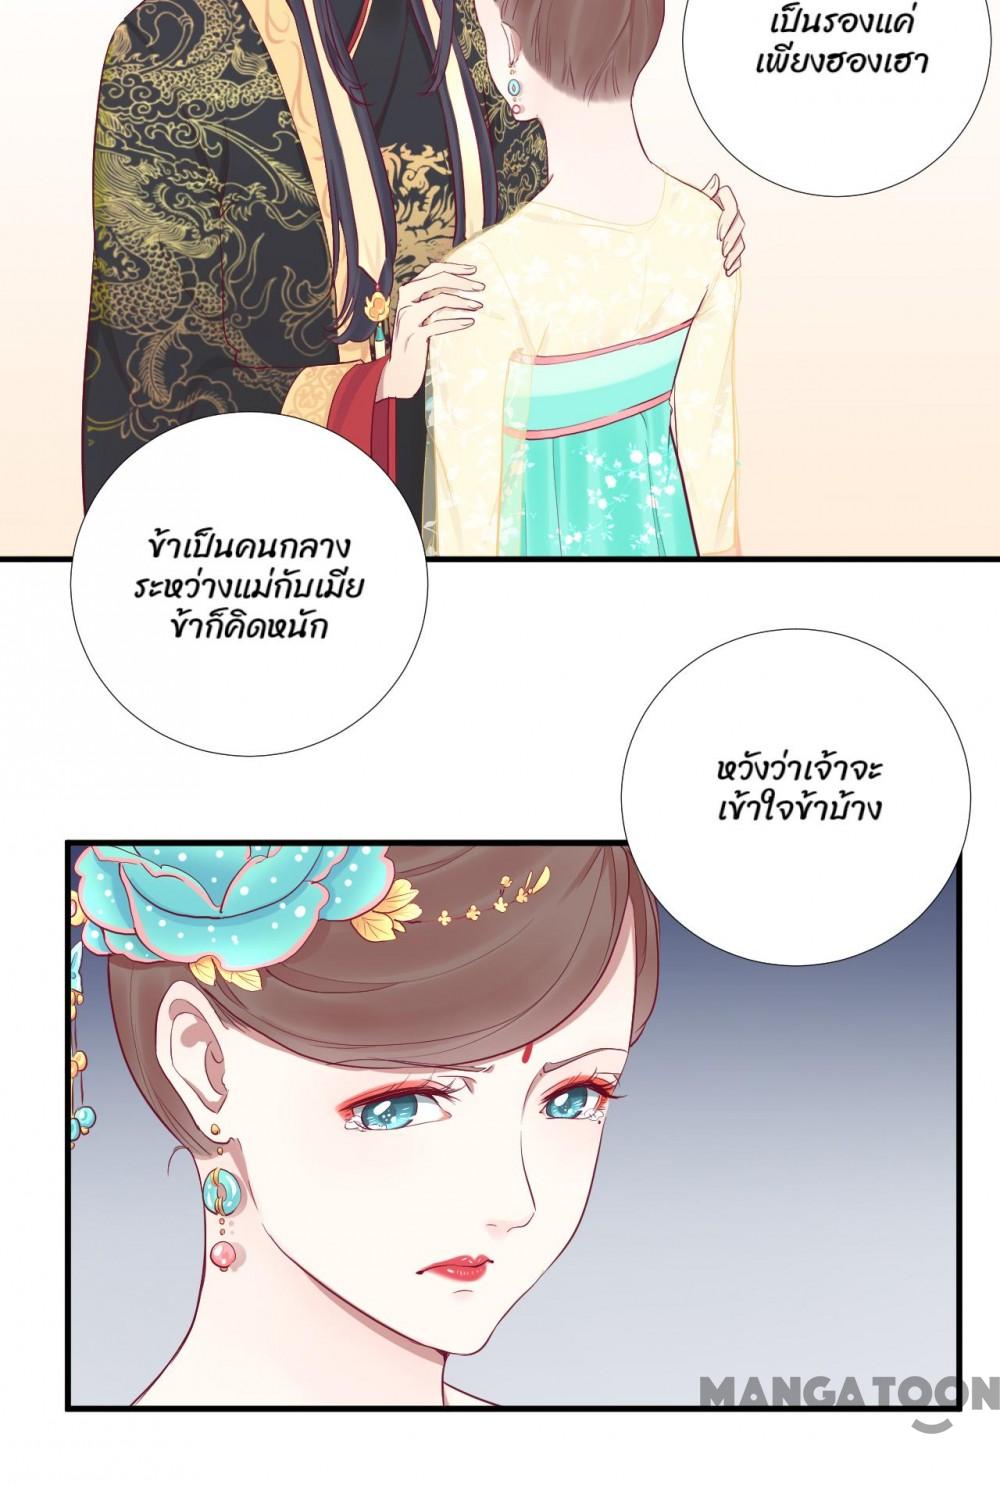 เป็นรองแค่
เพียงฮองเฮา
ข้าเป็นคนกลาง
ระหว่างแม่กับเมีย
ข้าก็คิดหนัก
หวังว่าเจ้าจะ
เข้าใจข้าบ้าง
MANGATOON